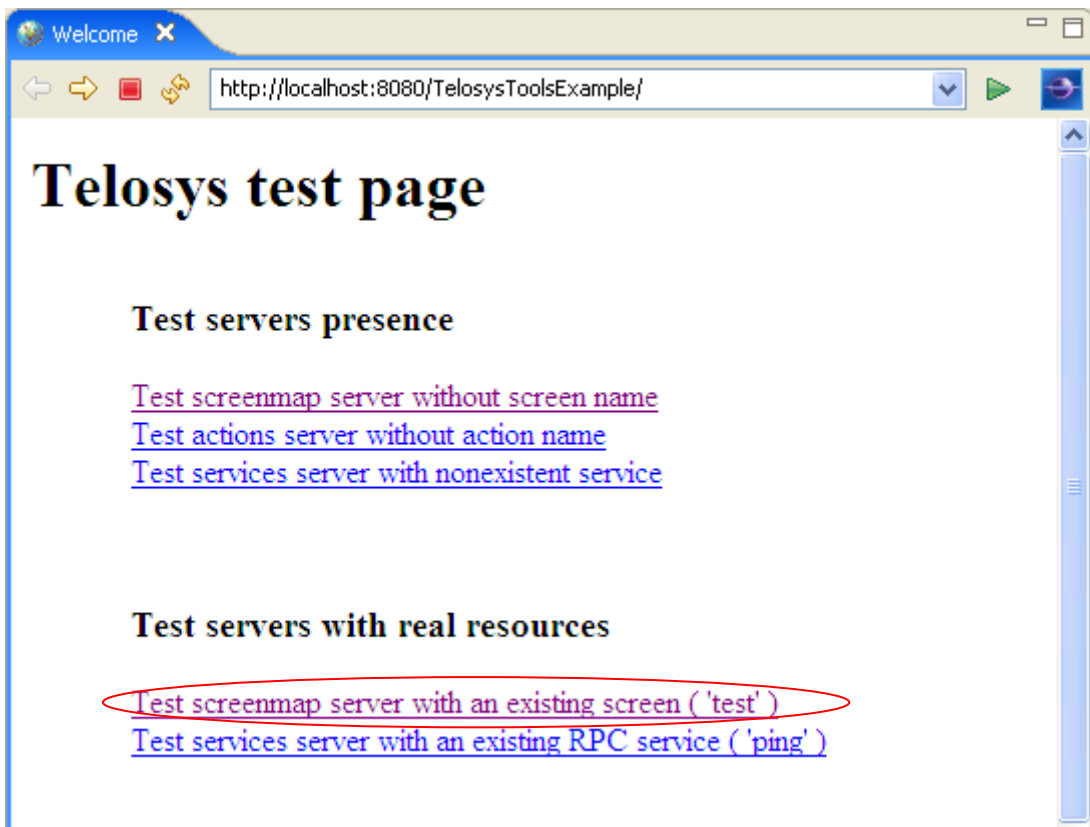 Welcome
http://localhost:8080/TelosysToolsExample/
Telosys test page
Test servers presence
Test screenmap server without screen name
Test actions server without action name
Test services server with nonexistent service
Test servers with real resources
Test screenmap server with an existing screen ( 'test' )
Test services server with an existing RPC service ( 'ping' )